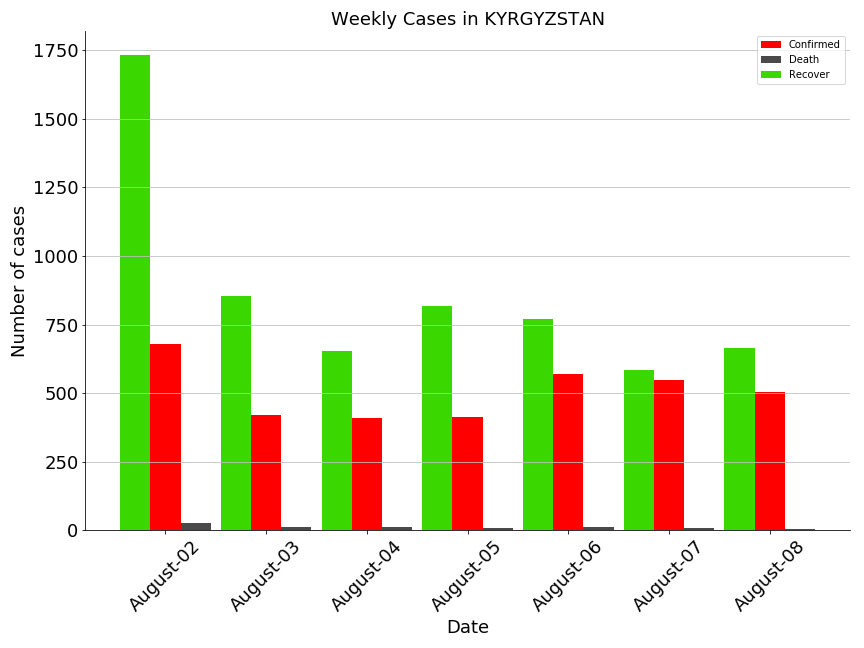 Weekly Cases in KYRGYZSTAN
Confirmed
Death
Recover
Number of cases
1750
1500
1250
1000
750
500
250
0
August-02
August-03
August-04
August-05
August-06
August-07
August-08
Date